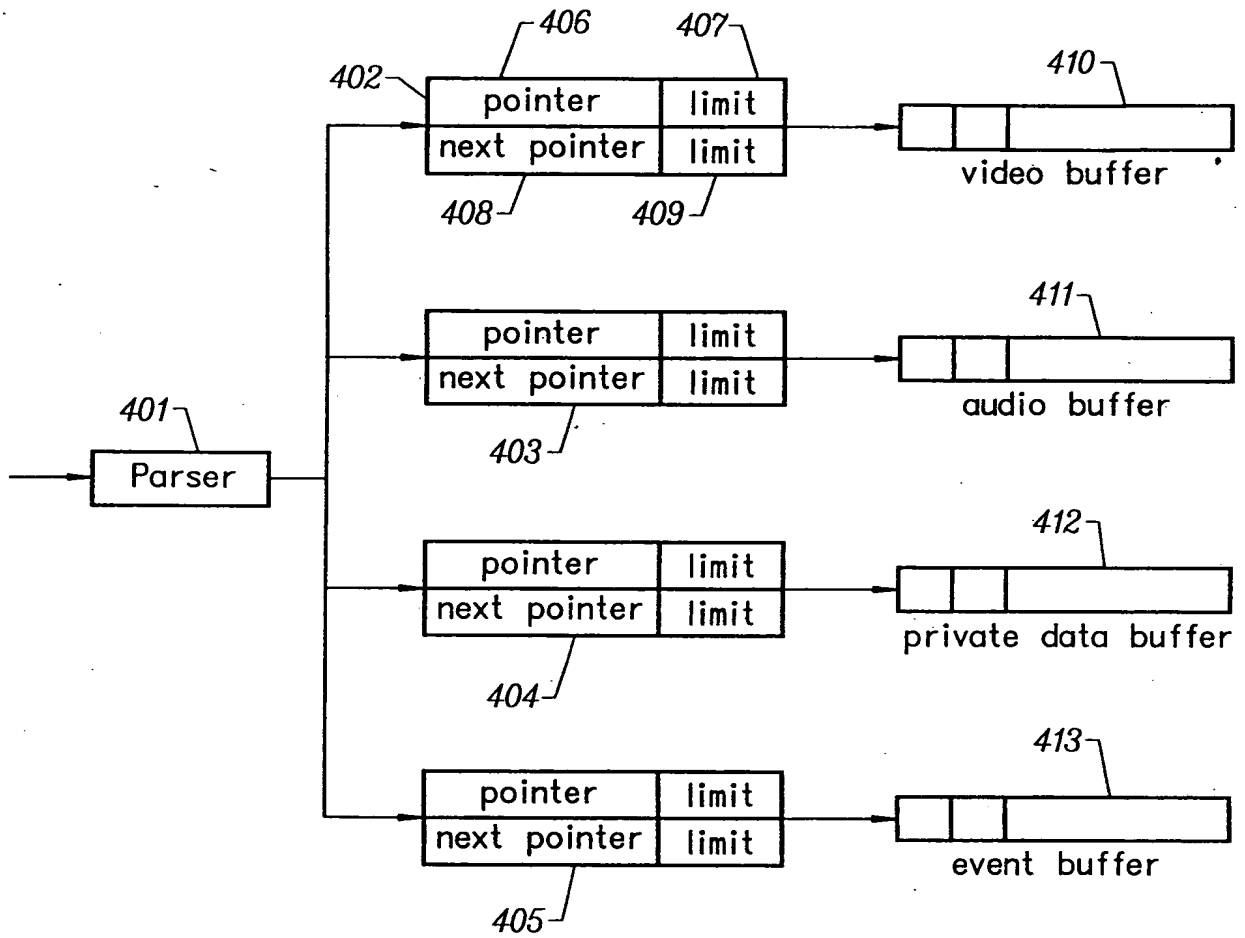 406
407
402
pointer
limit
next pointer
limit
408
409
410
video buffer
pointer
limit
next pointer
limit
403
411
audio buffer
401
Parser
pointer
limit
next pointer
limit
404
412
private data buffer
pointer
limit
next pointer
limit
405
413
event buffer